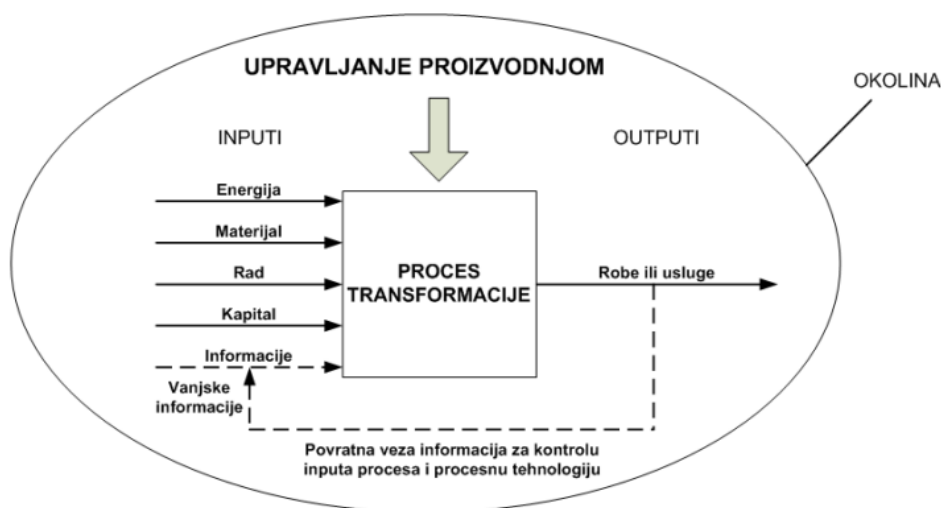 UPRAVLJANJE PROIZVODNJOM
OKOLINA
INPUTI
OUTPUTI
Energija
Materijal
Rad
Kapital
Informacije
Vanjske
informacije
PROCES
TRANSFORMACIJE
Robe ili usluge
Povratna veza informacija za kontrolu
inputa procesa i procesnu tehnologiju